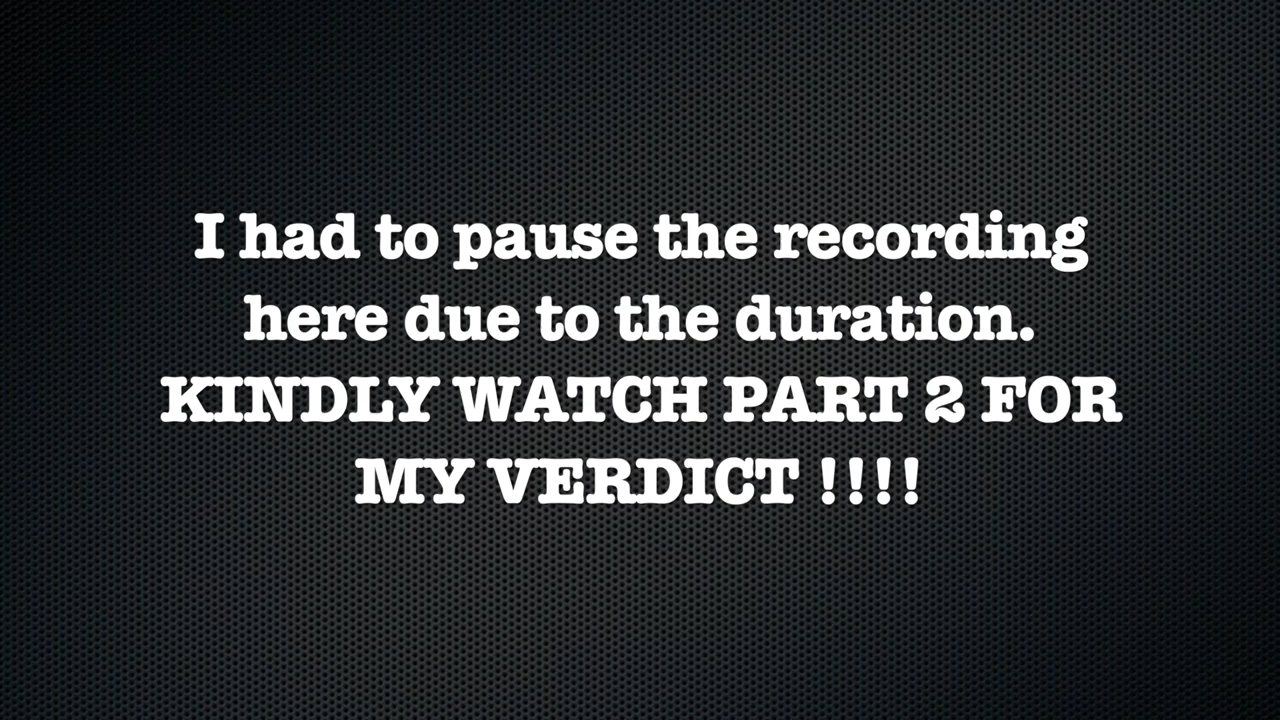 I had to pause the recording
here due to the duration.
KINDLY WATCH PART 2 FOR
MY VERDICT !!!!